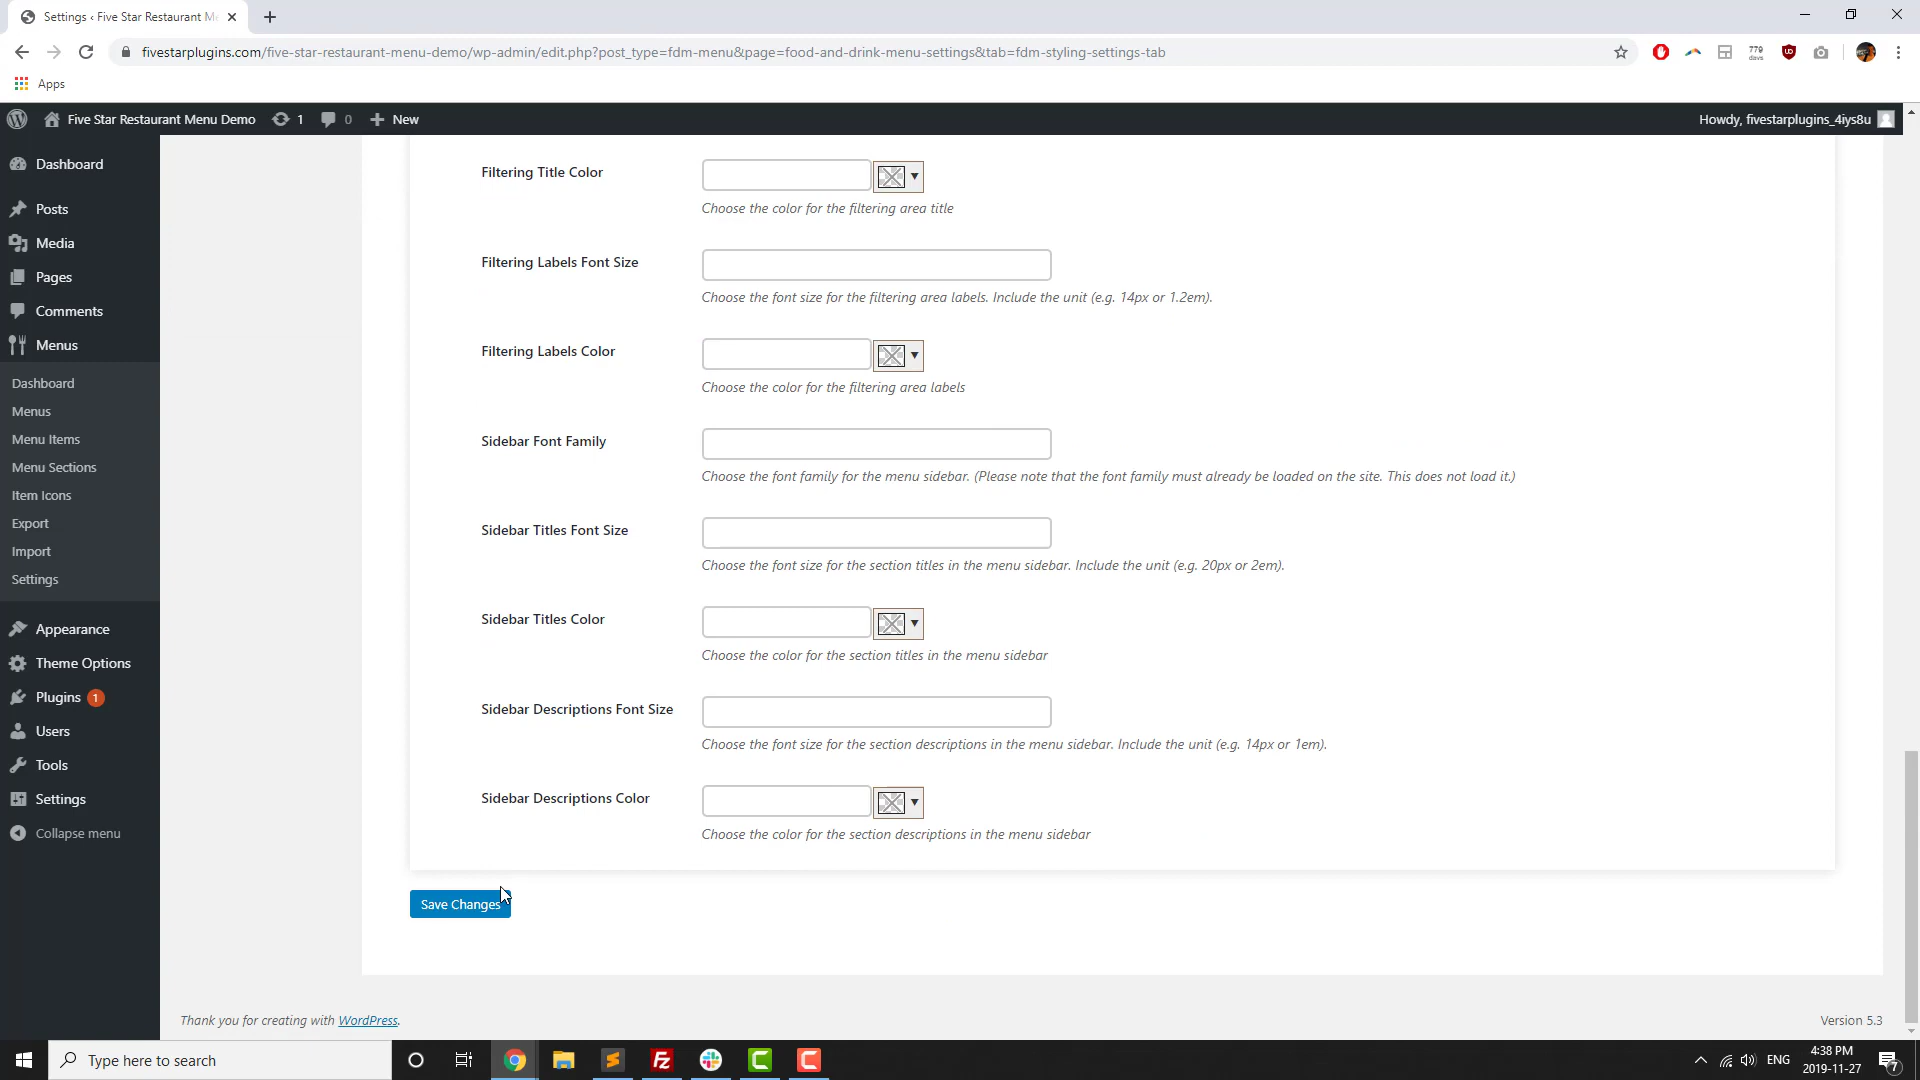 Settings ‹ Five Star Restaurant M
fivestarplugins.com/five-star-restaurant-menu-demo/wp-admin/edit.php?post_type=fdm-menu&page=food-and-drink-menu-settings&tab=fdm-styling-settings-tab
779
days
Apps
Five Star Restaurant Menu Demo
1
0
New
Howdy, fivestarplugins_4iys8u
Dashboard
Posts
Media
Pages
Comments
Menus
Dashboard
Menus
Menu Items
Menu Sections
Item Icons
Export
Import
Settings
Appearance
Theme Options
Plugins 1
Users
Tools
Settings
Collapse menu
Filtering Title Color
Choose the color for the filtering area title
Filtering Labels Font Size
Choose the font size for the filtering area labels. Include the unit (e.g. 14px or 1.2em).
Filtering Labels Color
Choose the color for the filtering area labels
Sidebar Font Family
Choose the font family for the menu sidebar. (Please note that the font family must already be loaded on the site. This does not load it.)
Sidebar Titles Font Size
Choose the font size for the section titles in the menu sidebar. Include the unit (e.g. 20px or 2em).
Sidebar Titles Color
Choose the color for the section titles in the menu sidebar
Sidebar Descriptions Font Size
Choose the font size for the section descriptions in the menu sidebar. Include the unit (e.g. 14px or 1em).
Sidebar Descriptions Color
Choose the color for the section descriptions in the menu sidebar
Save Changes
Thank you for creating with WordPress.
Version 5.3
Type here to search
ENG
4:38 PM
2019-11-27
7